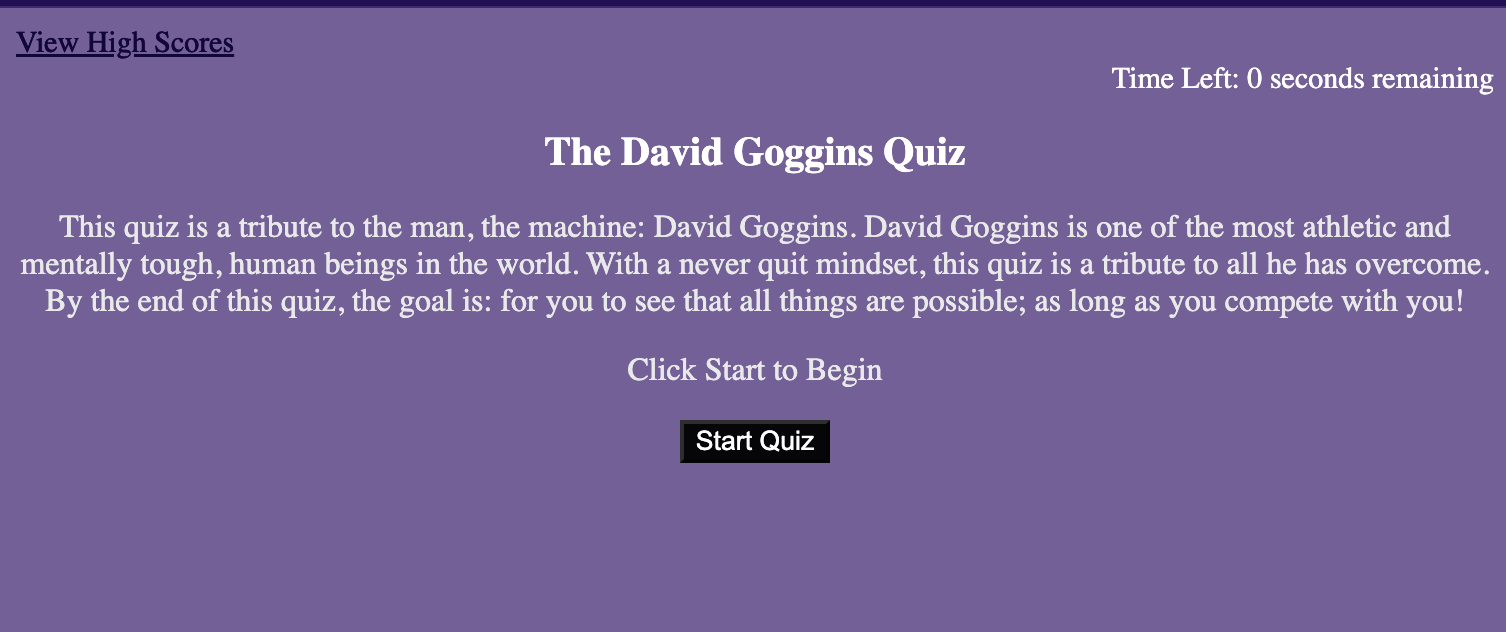 View High Scores
Time Left: 0 seconds remaining
The David Goggins Quiz
This quiz is a tribute to the man, the machine: David Goggins. David Goggins is one of the most athletic and
mentally tough, human beings in the world. With a never quit mindset, this quiz is a tribute to all he has overcome.
By the end of this quiz, the goal is: for you to see that all things are possible; as long as you compete with you!
Click Start to Begin
Start Quiz